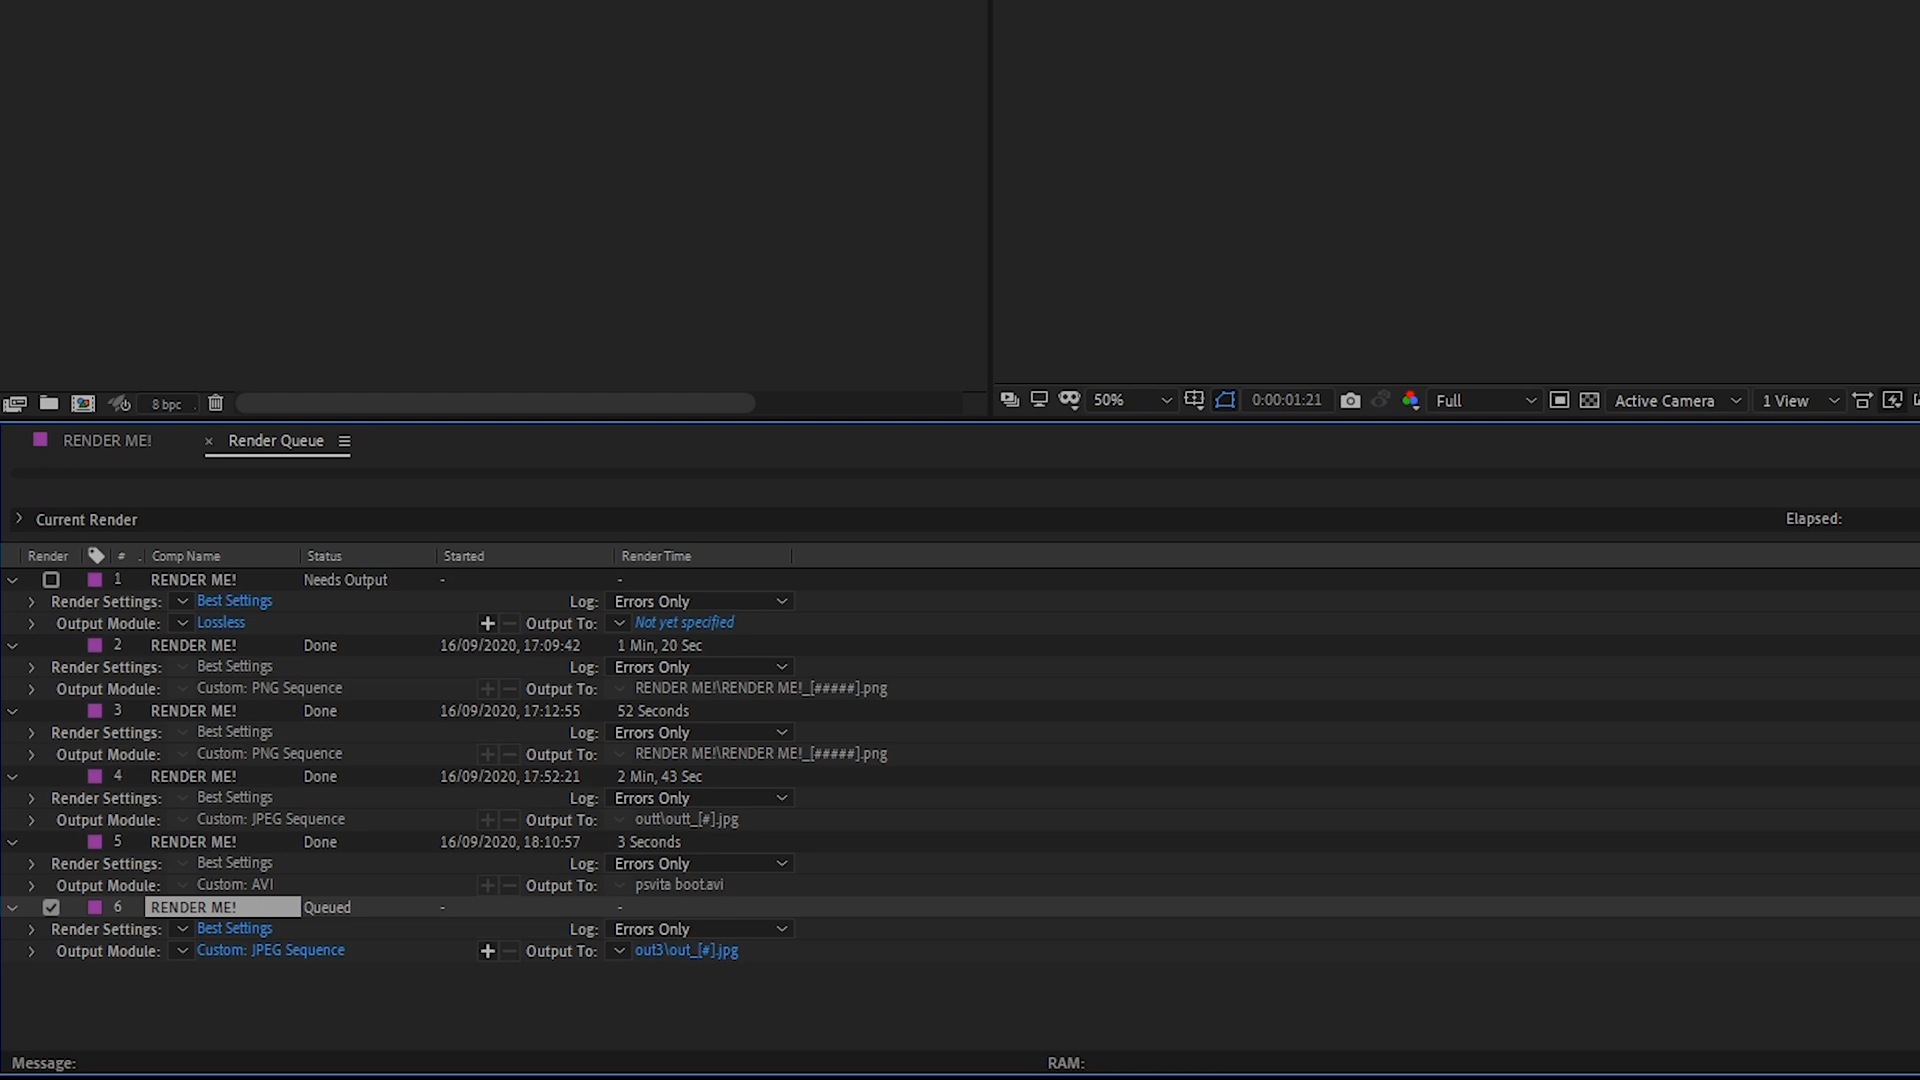 8 bpc
50%
0:00:01:21
Full
Active Camera
1 View
RENDER ME!
× Render Queue
Current Render
Elapsed:
Render # Comp Name Status Started Render Time
1 RENDER ME! Needs Output - -
Render Settings: Best Settings Log: Errors Only
Output Module: Lossless + – Output To: Not yet specified
2 RENDER ME! Done 16/09/2020, 17:09:42 1 Min, 20 Sec
Render Settings: Best Settings Log: Errors Only
Output Module: Custom: PNG Sequence + – Output To: RENDER ME!\RENDER ME!_[#####].png
3 RENDER ME! Done 16/09/2020, 17:12:55 52 Seconds
Render Settings: Best Settings Log: Errors Only
Output Module: Custom: PNG Sequence + – Output To: RENDER ME!\RENDER ME!_[#####].png
4 RENDER ME! Done 16/09/2020, 17:52:21 2 Min, 43 Sec
Render Settings: Best Settings Log: Errors Only
Output Module: Custom: JPEG Sequence + – Output To: outt\outt_[#].jpg
5 RENDER ME! Done 16/09/2020, 18:10:57 3 Seconds
Render Settings: Best Settings Log: Errors Only
Output Module: Custom: AVI + – Output To: psvita boot.avi
6 RENDER ME! Queued - -
Render Settings: Best Settings Log: Errors Only
Output Module: Custom: JPEG Sequence + – Output To: out3\out_[#].jpg
Message:
RAM: